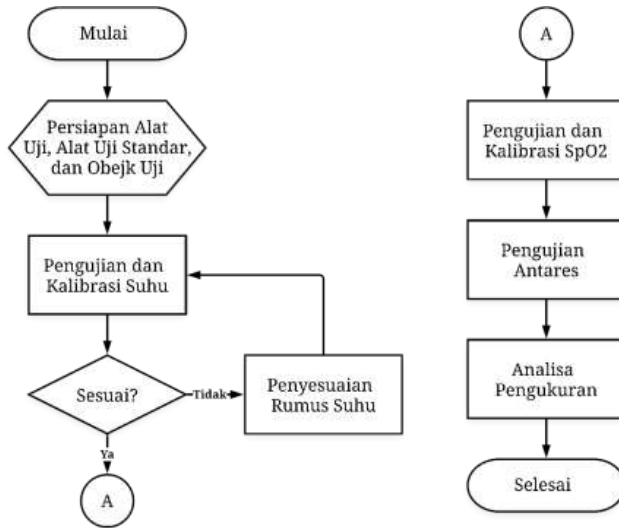 Mulai
Persiapan Alat
Uji, Alat Uji Standar,
dan Obejk Uji
Pengujian dan
Kalibrasi Suhu
Sesuai?
Tidak
Penyesuaian
Rumus Suhu
Ya
A
A
Pengujian dan
Kalibrasi SpO2
Pengujian
Antares
Analisa
Pengukuran
Selesai